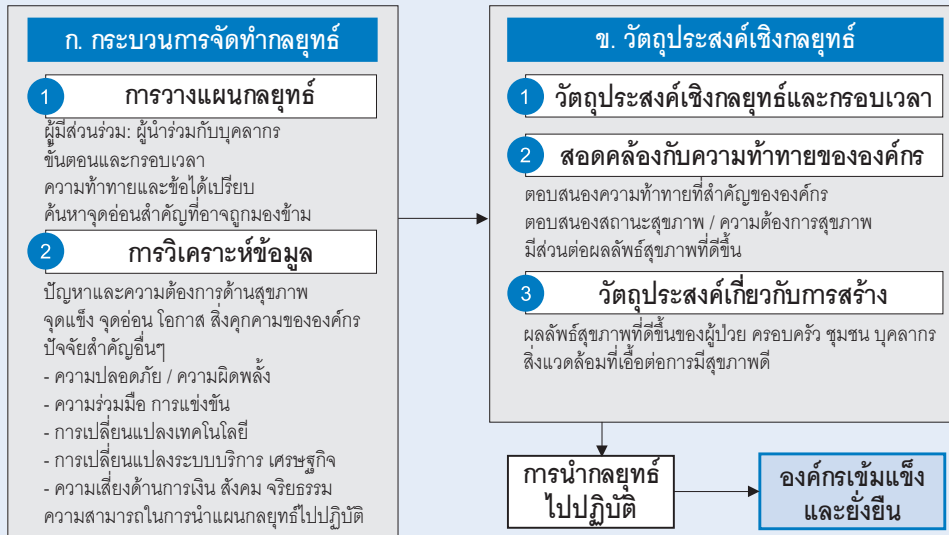 ก. กระบวนการจัดทำกลยุทธ์
1 การวางแผนกลยุทธ์
ผู้มีส่วนร่วม: ผู้นำร่วมกับบุคลากร
ขั้นตอนและกรอบเวลา
ความท้าทายและข้อได้เปรียบ
ค้นหาจุดอ่อนสำคัญที่อาจถูกมองข้าม
2 การวิเคราะห์ข้อมูล
ปัญหาและความต้องการด้านสุขภาพ
จุดแข็ง จุดอ่อน โอกาส สิ่งคุกคามขององค์กร
ปัจจัยสำคัญอื่นๆ
- ความปลอดภัย / ความผิดพลั้ง
- ความร่วมมือ การแข่งขัน
- การเปลี่ยนแปลงเทคโนโลยี
- การเปลี่ยนแปลงระบบบริการ เศรษฐกิจ
- ความเสี่ยงด้านการเงิน สังคม จริยธรรม
ความสามารถในการนำแผนกลยุทธ์ไปปฏิบัติ
ข. วัตถุประสงค์เชิงกลยุทธ์
1 วัตถุประสงค์เชิงกลยุทธ์และกรอบเวลา
2 สอดคล้องกับความท้าทายขององค์กร
ตอบสนองความท้าทายที่สำคัญขององค์กร
ตอบสนองสถานะสุขภาพ / ความต้องการสุขภาพ
มีส่วนต่อผลลัพธ์สุขภาพที่ดีขึ้น
3 วัตถุประสงค์เกี่ยวกับการสร้าง
ผลลัพธ์สุขภาพที่ดีขึ้นของผู้ป่วย ครอบครัว ชุมชน บุคลากร
สิ่งแวดล้อมที่เอื้อต่อการมีสุขภาพดี
การนำกลยุทธ์
ไปปฏิบัติ
องค์กรเข้มแข็ง
และยั่งยืน